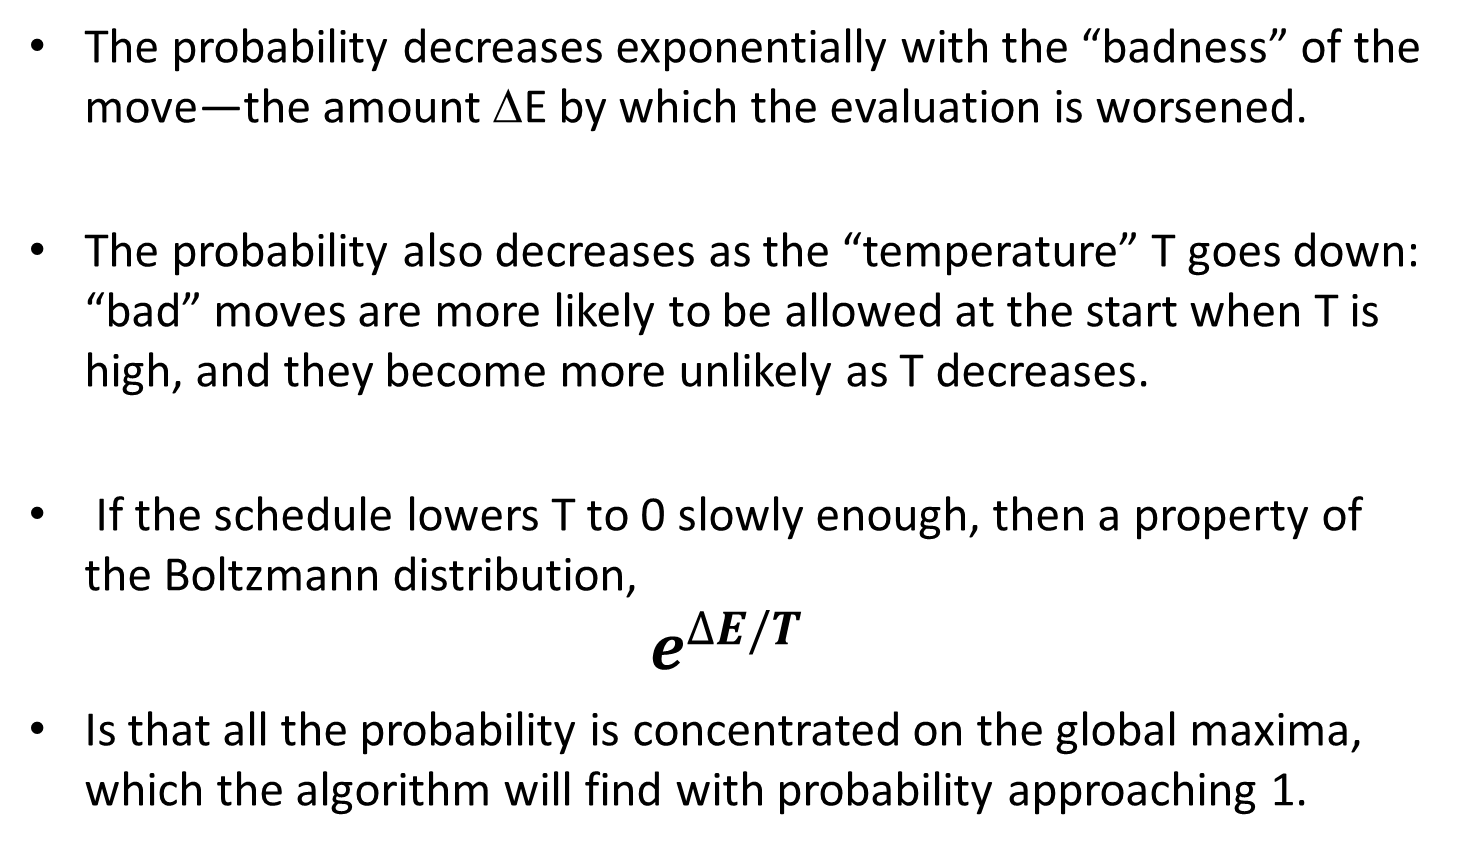 • The probability decreases exponentially with the “badness” of the
move—the amount ΔE by which the evaluation is worsened.
• The probability also decreases as the “temperature” T goes down:
“bad” moves are more likely to be allowed at the start when T is
high, and they become more unlikely as T decreases.
• If the schedule lowers T to 0 slowly enough, then a property of
the Boltzmann distribution,
e^{ΔE/T}
• Is that all the probability is concentrated on the global maxima,
which the algorithm will find with probability approaching 1.